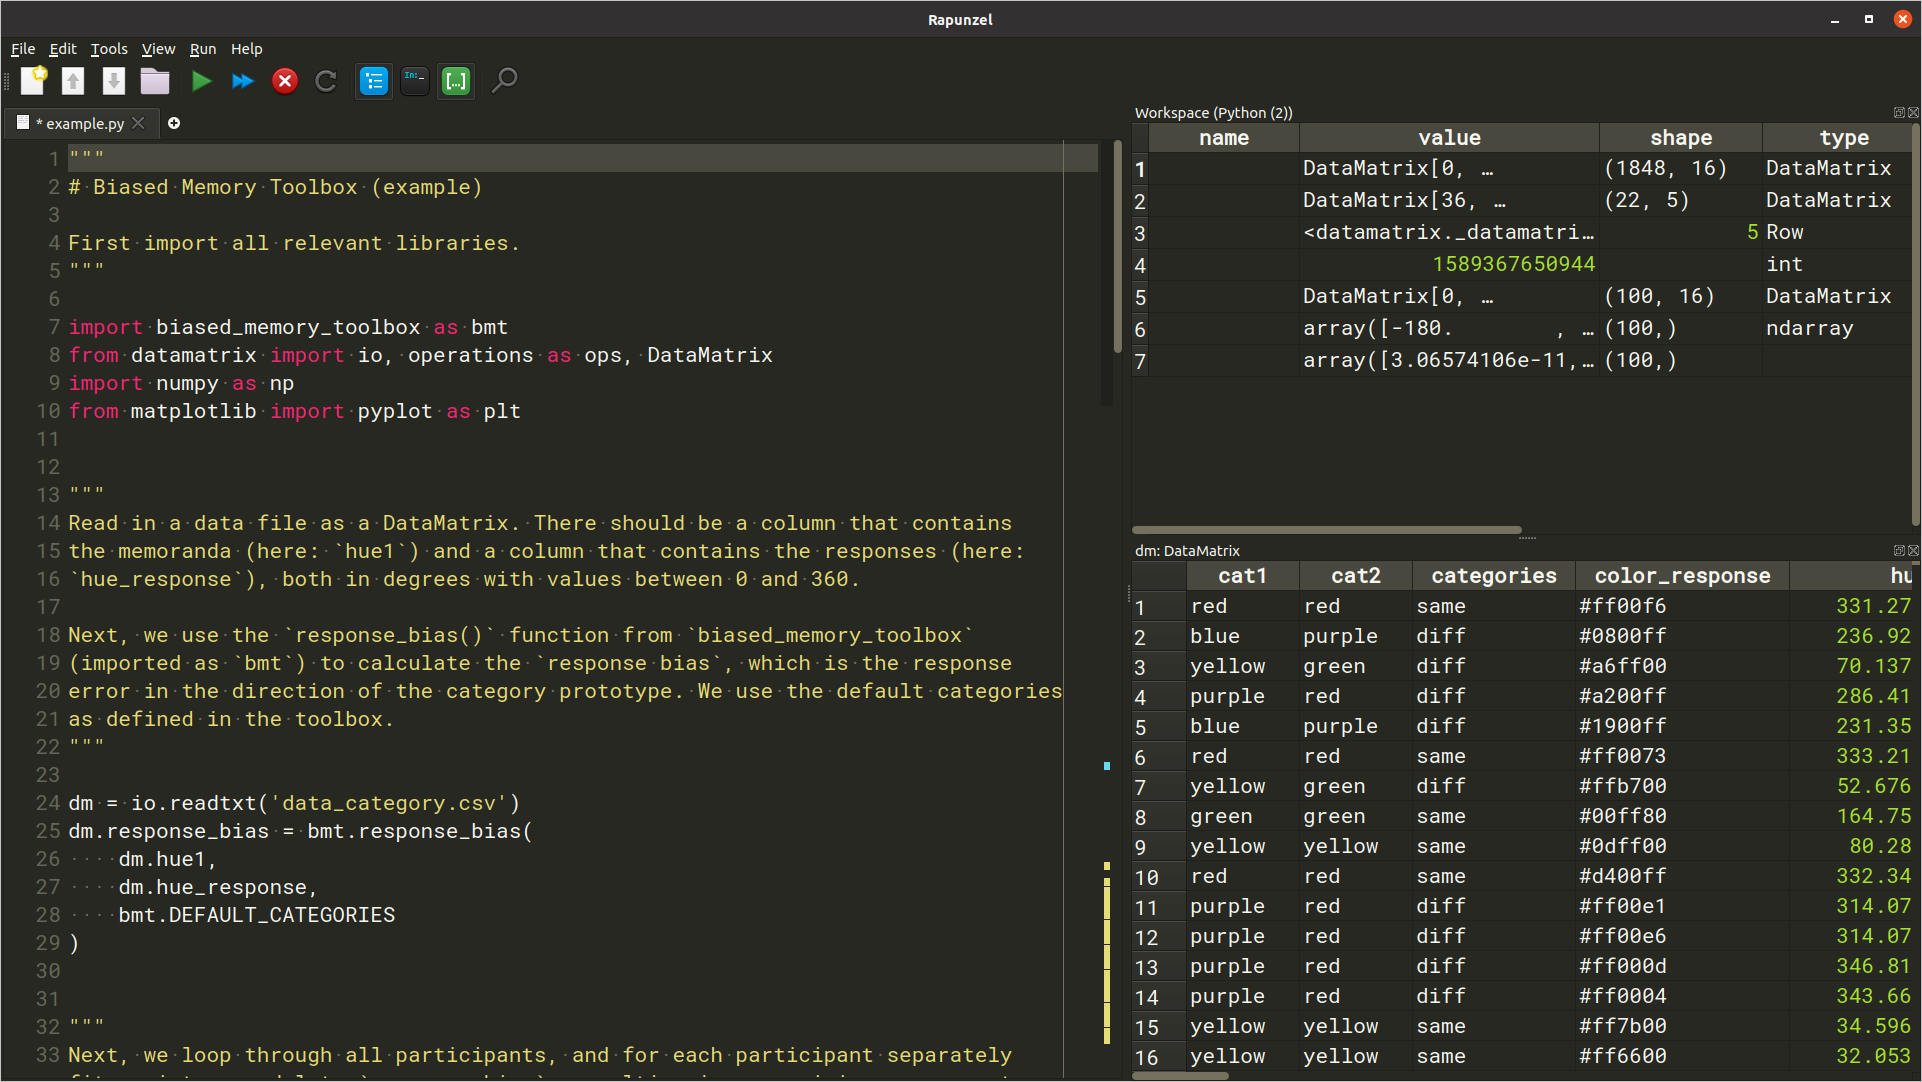 Rapunzel
File Edit Tools View Run Help
In:_
[...]
* example.py
1 """
2 # Biased Memory Toolbox (example)
3
4 First import all relevant libraries.
5 """
6
7 import biased_memory_toolbox as bmt
8 from datamatrix import io, operations as ops, DataMatrix
9 import numpy as np
10 from matplotlib import pyplot as plt
11
12
13 """
14 Read in a data file as a DataMatrix. There should be a column that contains
15 the memoranda (here: `hue1`) and a column that contains the responses (here:
16 `hue_response`), both in degrees with values between 0 and 360.
17
18 Next, we use the `response_bias()` function from `biased_memory_toolbox`
19 (imported as `bmt`) to calculate the `response bias`, which is the response
20 error in the direction of the category prototype. We use the default categories
21 as defined in the toolbox.
22 """
23
24 dm = io.readtxt('data_category.csv')
25 dm.response_bias = bmt.response_bias(
26 dm.hue1,
27 dm.hue_response,
28 bmt.DEFAULT_CATEGORIES
29 )
30
31
32 """
33 Next, we loop through all participants, and for each participant separately
Workspace (Python (2))
name value shape type
1 DataMatrix[0, … (1848, 16) DataMatrix
2 DataMatrix[36, … (22, 5) DataMatrix
3 <datamatrix._datamatri… 5 Row
4 1589367650944 int
5 DataMatrix[0, … (100, 16) DataMatrix
6 array([-180. , … (100,) ndarray
7 array([3.06574106e-11,… (100,)
dm: DataMatrix
cat1 cat2 categories color_response hu
1 red red same #ff00f6 331.27
2 blue purple diff #0800ff 236.92
3 yellow green diff #a6ff00 70.137
4 purple red diff #a200ff 286.41
5 blue purple diff #1900ff 231.35
6 red red same #ff0073 333.21
7 yellow green diff #ffb700 52.676
8 green green same #00ff80 164.75
9 yellow yellow same #0dff00 80.28
10 red red same #d400ff 332.34
11 purple red diff #ff00e1 314.07
12 purple red diff #ff00e6 314.07
13 purple red diff #ff000d 346.81
14 purple red diff #ff0004 343.66
15 yellow yellow same #ff7b00 34.596
16 yellow yellow same #ff6600 32.053